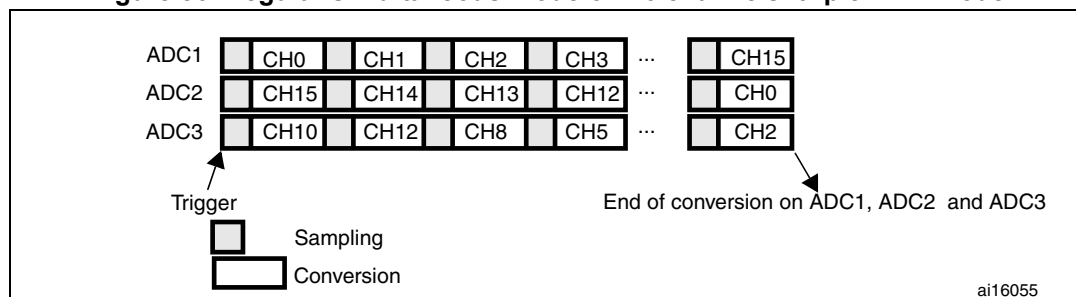 ADC1 CH0 CH1 CH2 CH3 ... CH15
ADC2 CH15 CH14 CH13 CH12 ... CH0
ADC3 CH10 CH12 CH8 CH5 ... CH2
Trigger
End of conversion on ADC1, ADC2 and ADC3
Sampling
Conversion
ai16055